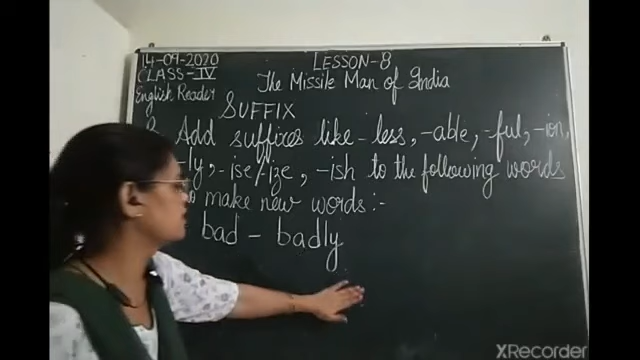 14-09-2020
CLASS-IV
English Reader
LESSON-8
The Missile Man of India
SUFFIX
Add suffixes like -less, -able, -ful, -ion,
-ly, -ise/-ize, -ish to the following words
make new words:-
bad - badly
XRecorder